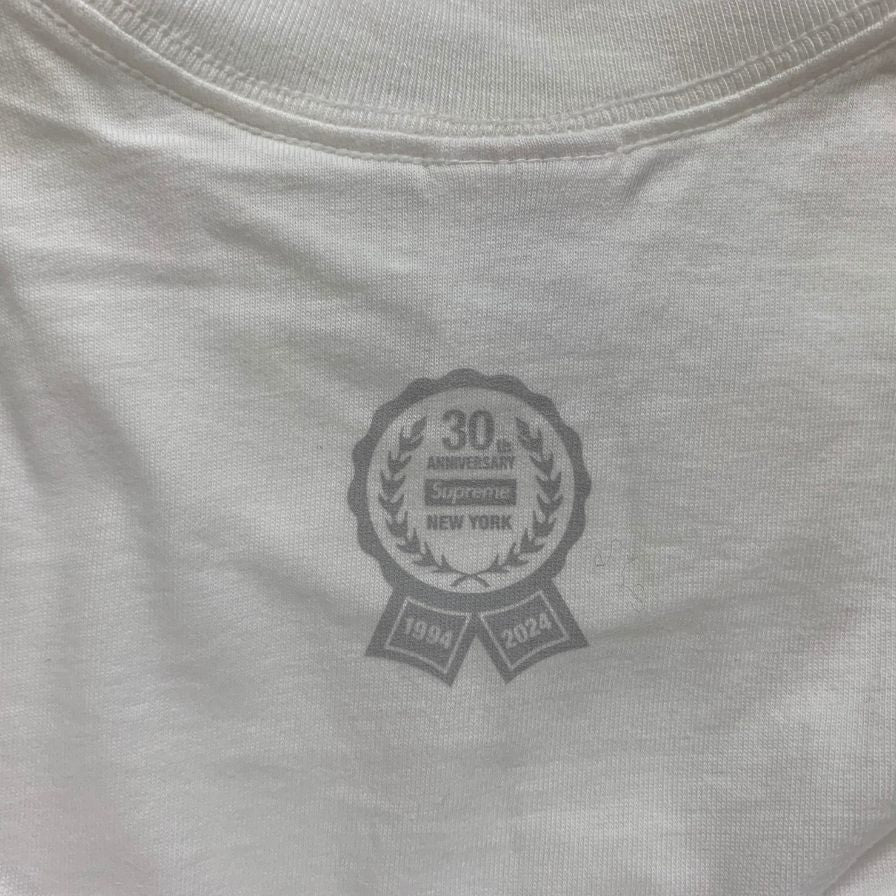 30th
ANNIVERSARY
Supreme
NEW YORK
1994
2024